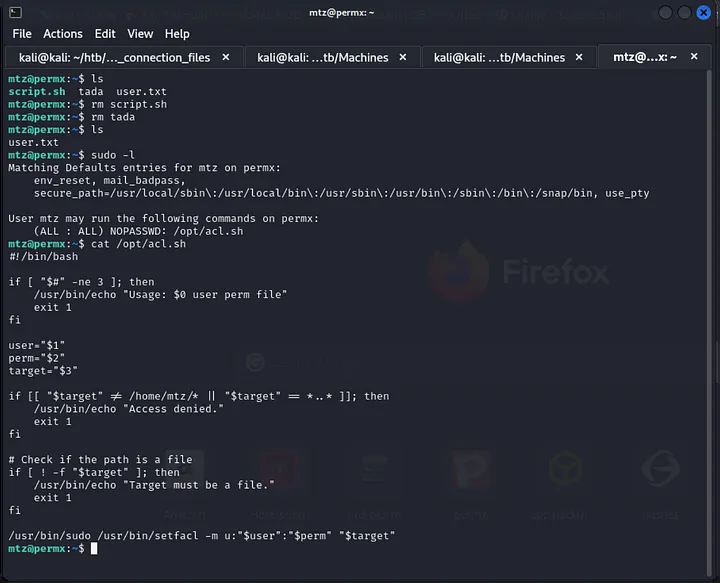 mtz@permx: ~
File Actions Edit View Help
kali@kali: ~/htb/..._connection_files × kali@kali: ...tb/Machines × kali@kali: ...tb/Machines × mtz@...x: ~ ×
mtz@permx:~$ ls
script.sh tada user.txt
mtz@permx:~$ rm script.sh
mtz@permx:~$ rm tada
mtz@permx:~$ ls
user.txt
mtz@permx:~$ sudo -l
Matching Defaults entries for mtz on permx:
    env_reset, mail_badpass,
    secure_path=/usr/local/sbin\:/usr/local/bin\:/usr/sbin\:/usr/bin\:/sbin\:/bin\:/snap/bin, use_pty

User mtz may run the following commands on permx:
    (ALL : ALL) NOPASSWD: /opt/acl.sh
mtz@permx:~$ cat /opt/acl.sh
#!/bin/bash

if [ "$#" -ne 3 ]; then
    /usr/bin/echo "Usage: $0 user perm file"
    exit 1
fi

user="$1"
perm="$2"
target="$3"

if [[ "$target" != /home/mtz/* || "$target" == *..* ]]; then
    /usr/bin/echo "Access denied."
    exit 1
fi

# Check if the path is a file
if [ ! -f "$target" ]; then
    /usr/bin/echo "Target must be a file."
    exit 1
fi

/usr/bin/sudo /usr/bin/setfacl -m u:"$user":"$perm" "$target"
mtz@permx:~$
Firefox